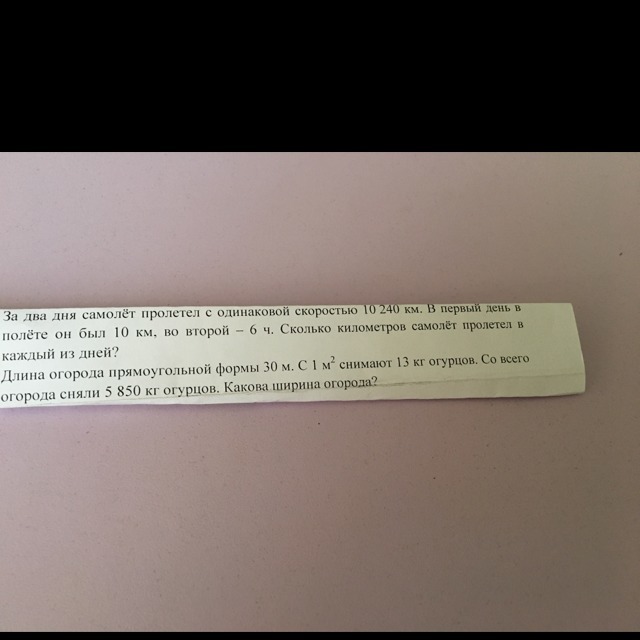 За два дня самолёт пролетел с одинаковой скоростью 10 240 км. В первый день в
полёте он был 10 км, во второй – 6 ч. Сколько километров самолёт пролетел в
каждый из дней?
Длина огорода прямоугольной формы 30 м. С 1 м² снимают 13 кг огурцов. Со всего
огорода сняли 5 850 кг огурцов. Какова ширина огорода?